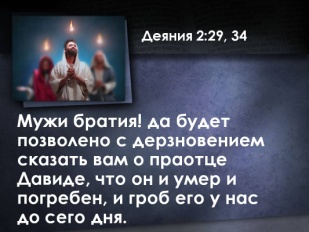 Деяния 2:29, 34
Мужи братия! да будет
позволено с дерзновением
сказать вам о праотце
Давиде, что он и умер и
погребен, и гроб его у нас
до сего дня.